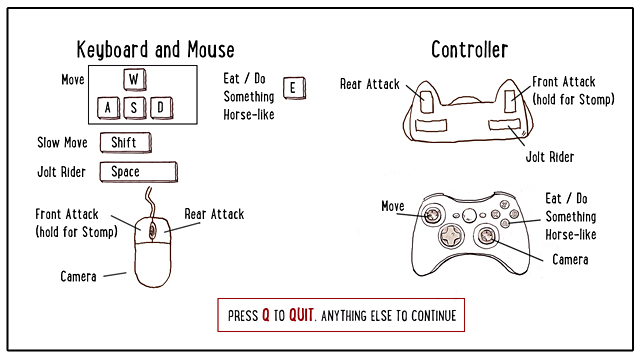 Keyboard and Mouse
Move
W
A S D
Eat / Do
Something
Horse-like
E
Slow Move
Shift
Jolt Rider
Space
Front Attack
(hold for Stomp)
Rear Attack
Camera
Controller
Rear Attack
Front Attack
(hold for Stomp)
Jolt Rider
Move
Eat / Do
Something
Horse-like
Camera
PRESS Q TO QUIT. ANYTHING ELSE TO CONTINUE